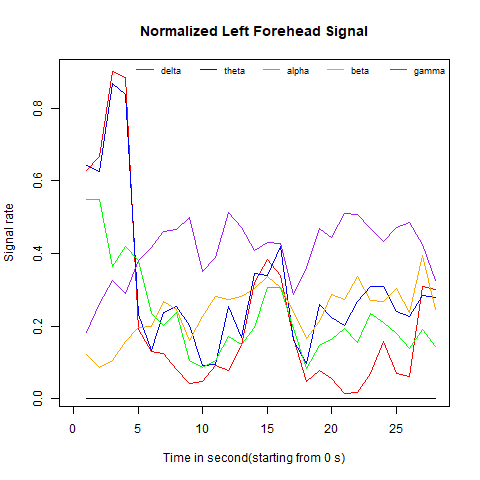 Normalized Left Forehead Signal
delta theta alpha beta gamma
0.8
0.6
0.4
0.2
0.0
Signal rate
0 5 10 15 20 25
Time in second(starting from 0 s)